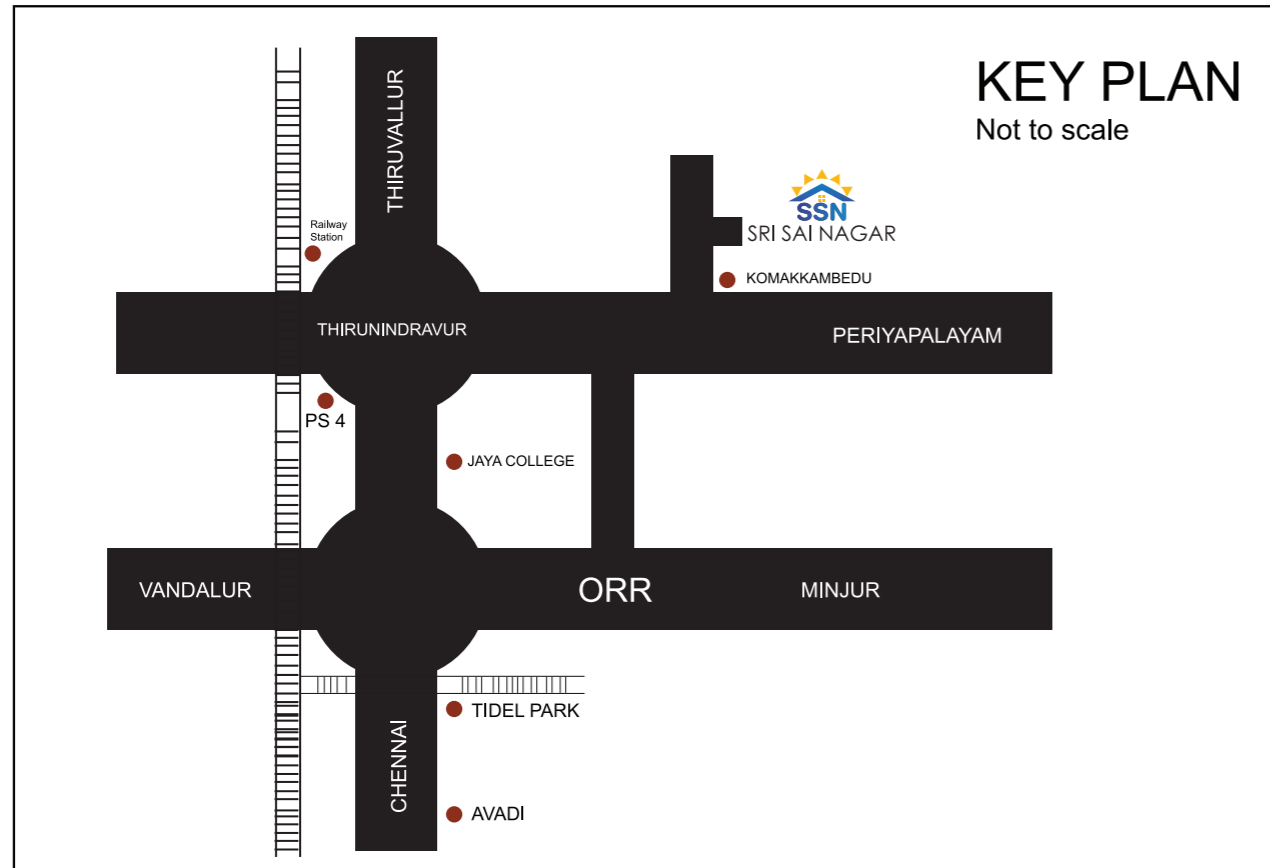 KEY PLAN
Not to scale
THIRUVALLUR
SSN
SRI SAI NAGAR
Railway
Station
KOMAKKAMBEDU
THIRUNINDRAVUR
PERIYAPALAYAM
PS 4
JAYA COLLEGE
VANDALUR
ORR
MINJUR
TIDEL PARK
CHENNAI
AVADI